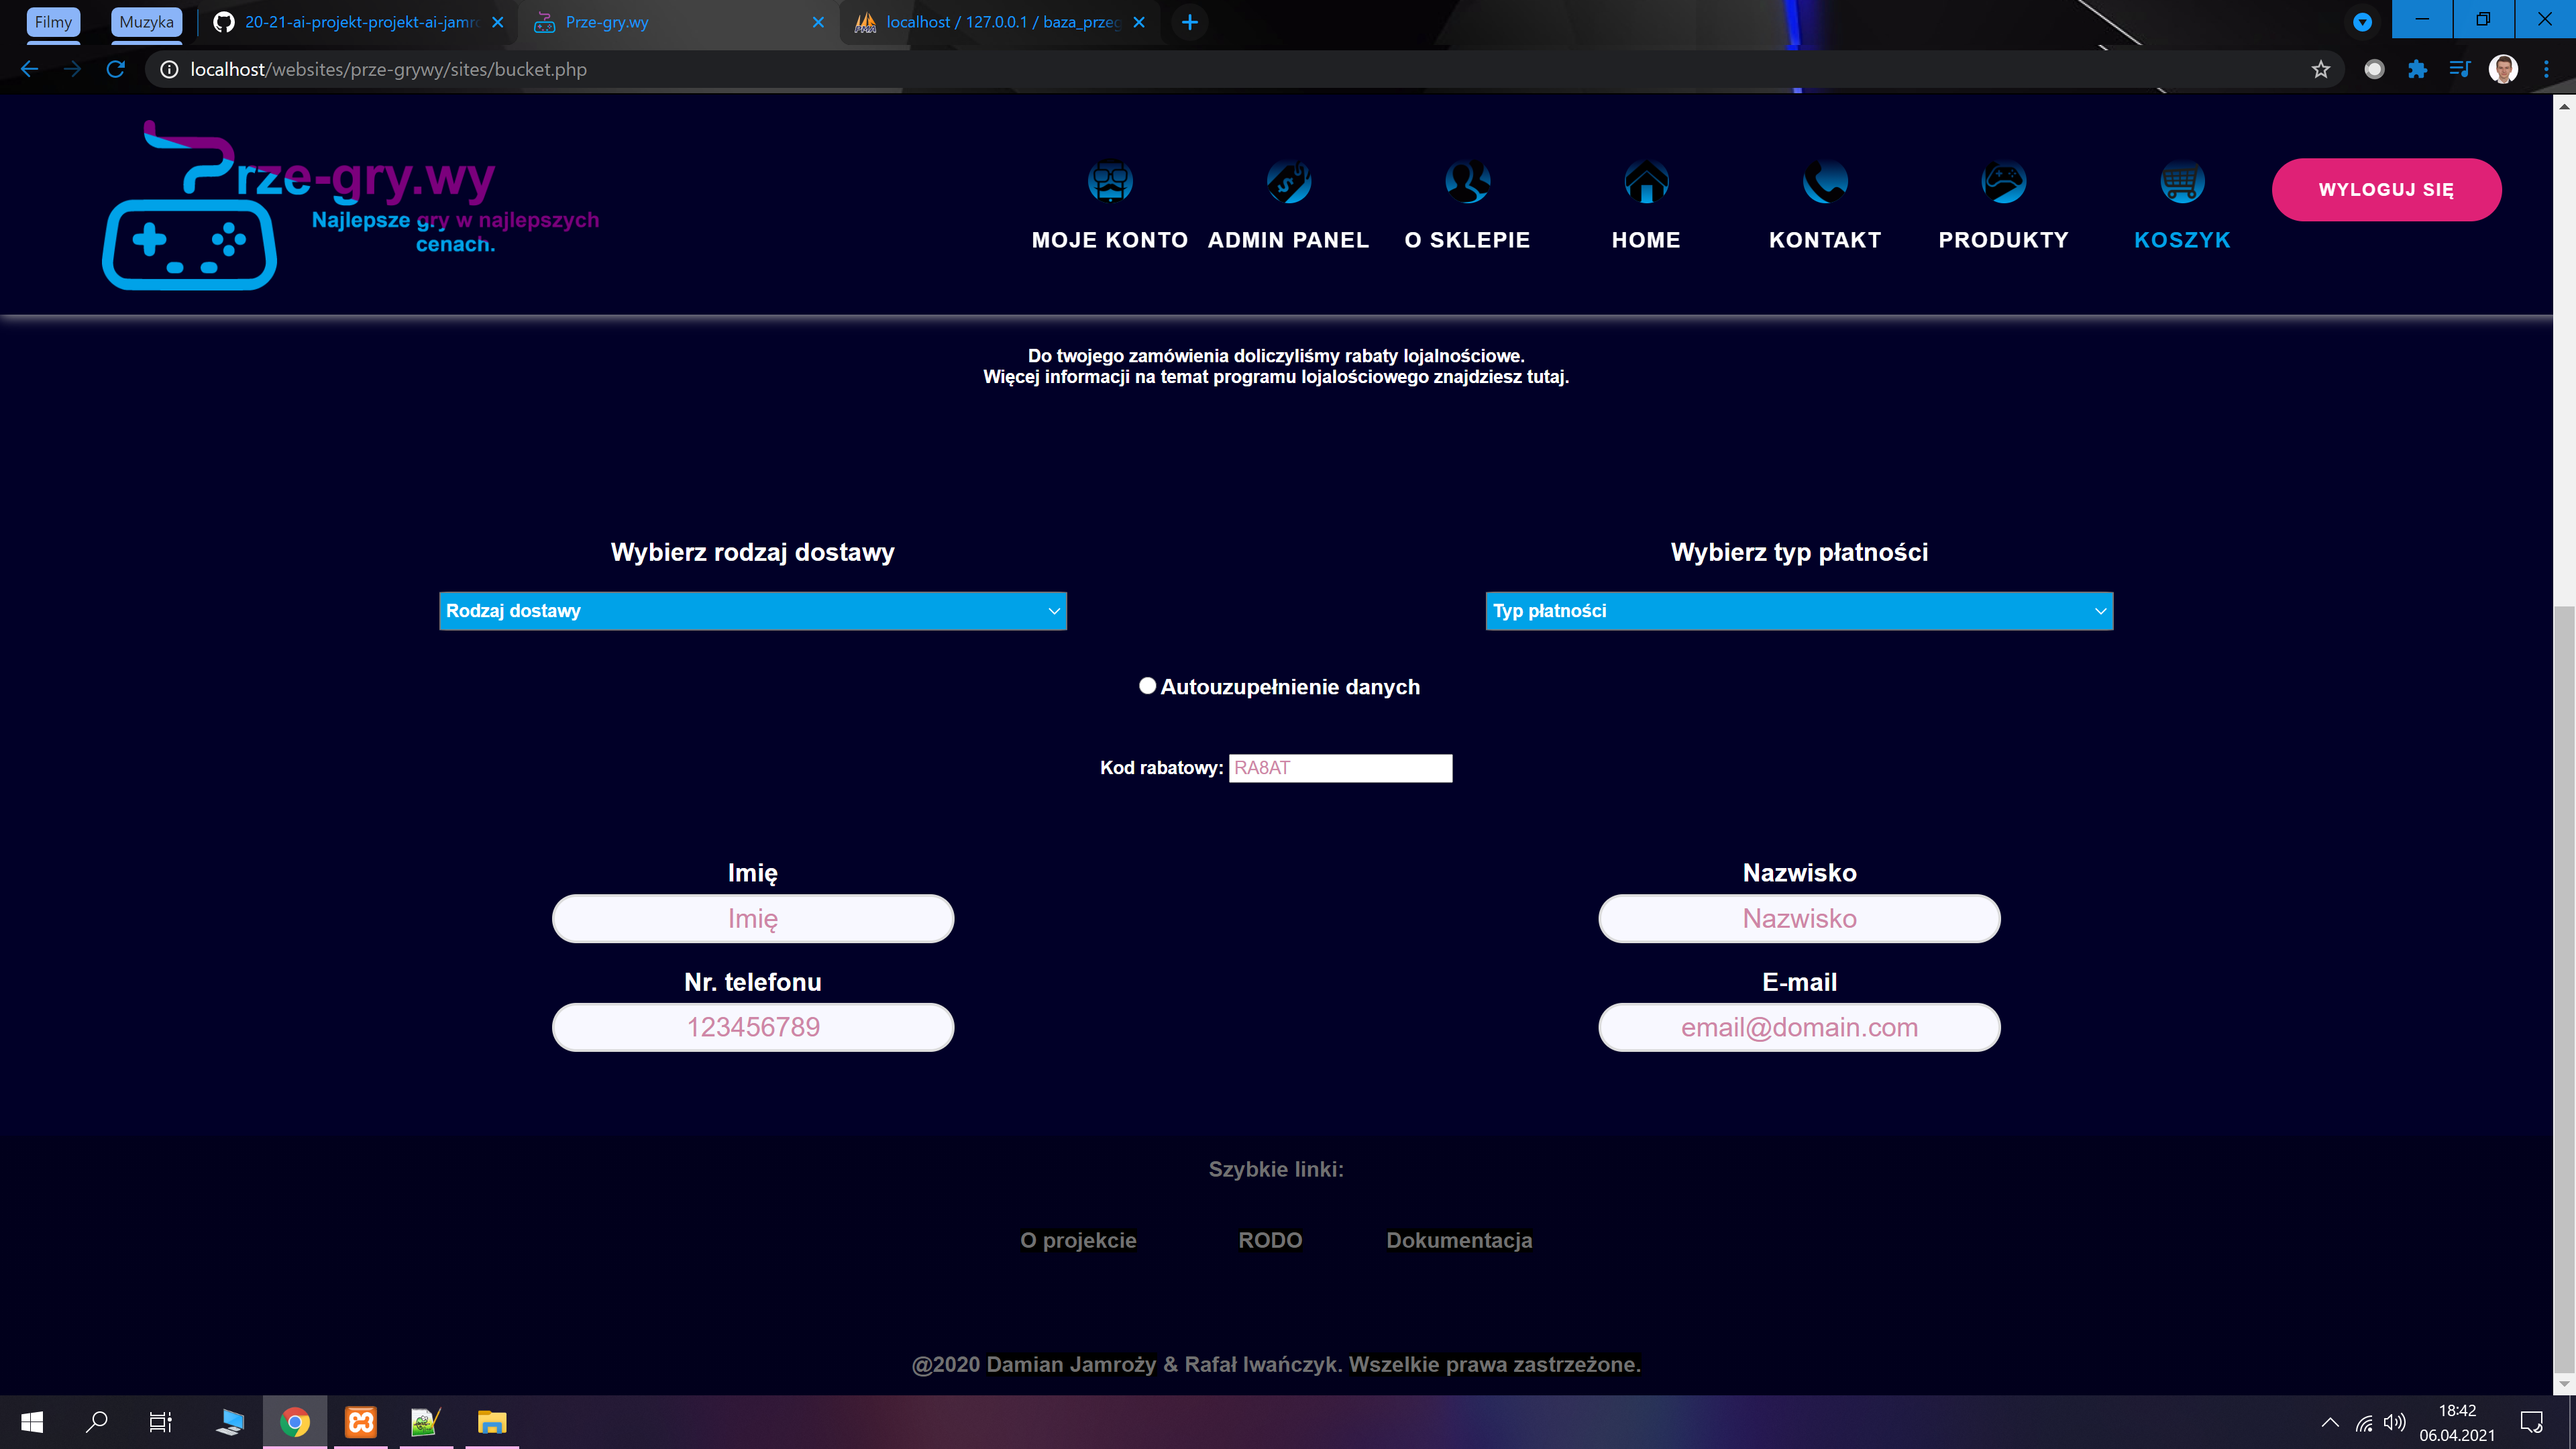 Filmy
Muzyka
20-21-ai-projekt-projekt-ai-jamro
Prze-gry.wy
localhost / 127.0.0.1 / baza_przeg
localhost/websites/prze-grywy/sites/bucket.php
Prze-gry.wy
Najlepsze gry w najlepszych
cenach.
MOJE KONTO
ADMIN PANEL
O SKLEPIE
HOME
KONTAKT
PRODUKTY
KOSZYK
WYLOGUJ SIĘ
Do twojego zamówienia doliczyliśmy rabaty lojalnościowe.
Więcej informacji na temat programu lojalościowego znajdziesz tutaj.
Wybierz rodzaj dostawy
Wybierz typ płatności
Rodzaj dostawy
Typ płatności
Autouzupełnienie danych
Kod rabatowy: RA8AT
Imię
Nazwisko
Imię
Nazwisko
Nr. telefonu
E-mail
123456789
email@domain.com
Szybkie linki:
O projekcie
RODO
Dokumentacja
@2020 Damian Jamroży & Rafał Iwańczyk. Wszelkie prawa zastrzeżone.
18:42
06.04.2021